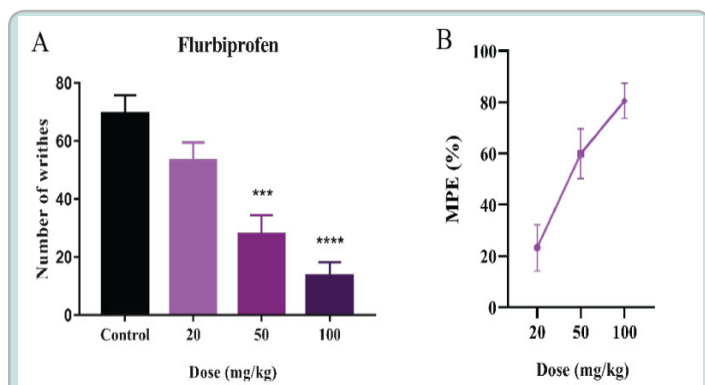 A
Flurbiprofen
Number of writhes
80
60
40
20
0
***
****
Control 20 50 100
Dose (mg/kg)
B
MPE (%)
100
80
60
40
20
0
20 50 100
Dose (mg/kg)